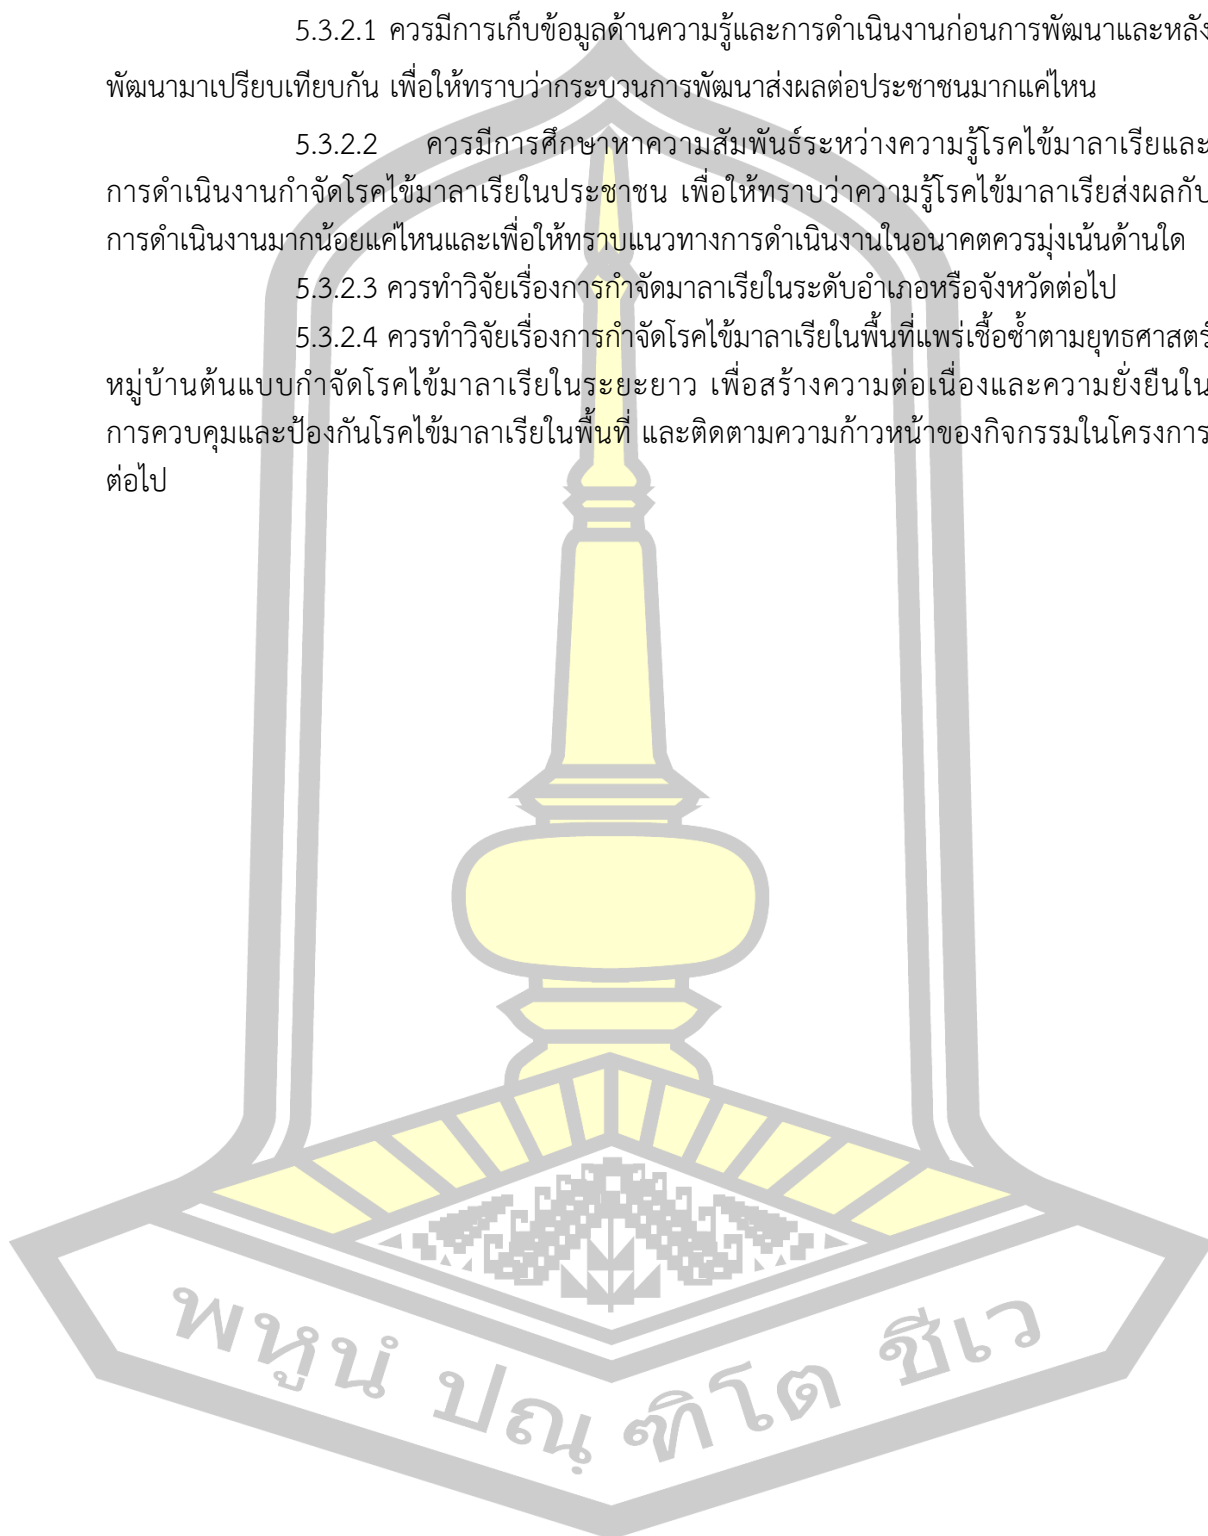 5.3.2.1 ควรมีการเก็บข้อมูลด้านความรู้และการดำเนินงานก่อนการพัฒนาและหลัง
พัฒนามาเปรียบเทียบกัน เพื่อให้ทราบว่ากระบวนการพัฒนาส่งผลต่อประชาชนมากแค่ไหน
5.3.2.2 ควรมีการศึกษาหาความสัมพันธ์ระหว่างความรู้โรคไข้มาลาเรียและ
การดำเนินงานกำจัดโรคไข้มาลาเรียในประชาชน เพื่อให้ทราบว่าความรู้โรคไข้มาลาเรียส่งผลกับ
การดำเนินงานมากน้อยแค่ไหนและเพื่อให้ทราบแนวทางการดำเนินงานในอนาคตควรมุ่งเน้นด้านใด
5.3.2.3 ควรทำวิจัยเรื่องการกำจัดมาลาเรียในระดับอำเภอหรือจังหวัดต่อไป
5.3.2.4 ควรทำวิจัยเรื่องการกำจัดโรคไข้มาลาเรียในพื้นที่แพร่เชื้อซ้ำตามยุทธศาสตร์
หมู่บ้านต้นแบบกำจัดโรคไข้มาลาเรียในระยะยาว เพื่อสร้างความต่อเนื่องและความยั่งยืนใน
การควบคุมและป้องกันโรคไข้มาลาเรียในพื้นที่ และติดตามความก้าวหน้าของกิจกรรมในโครงการ
ต่อไป
พหูนํ ปณฺฑิโต ชีเว